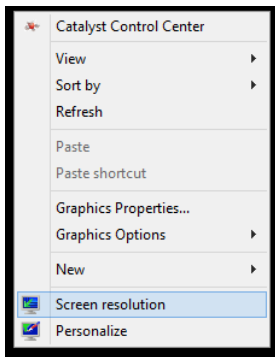 Catalyst Control Center
View
Sort by
Refresh
Paste
Paste shortcut
Graphics Properties...
Graphics Options
New
Screen resolution
Personalize